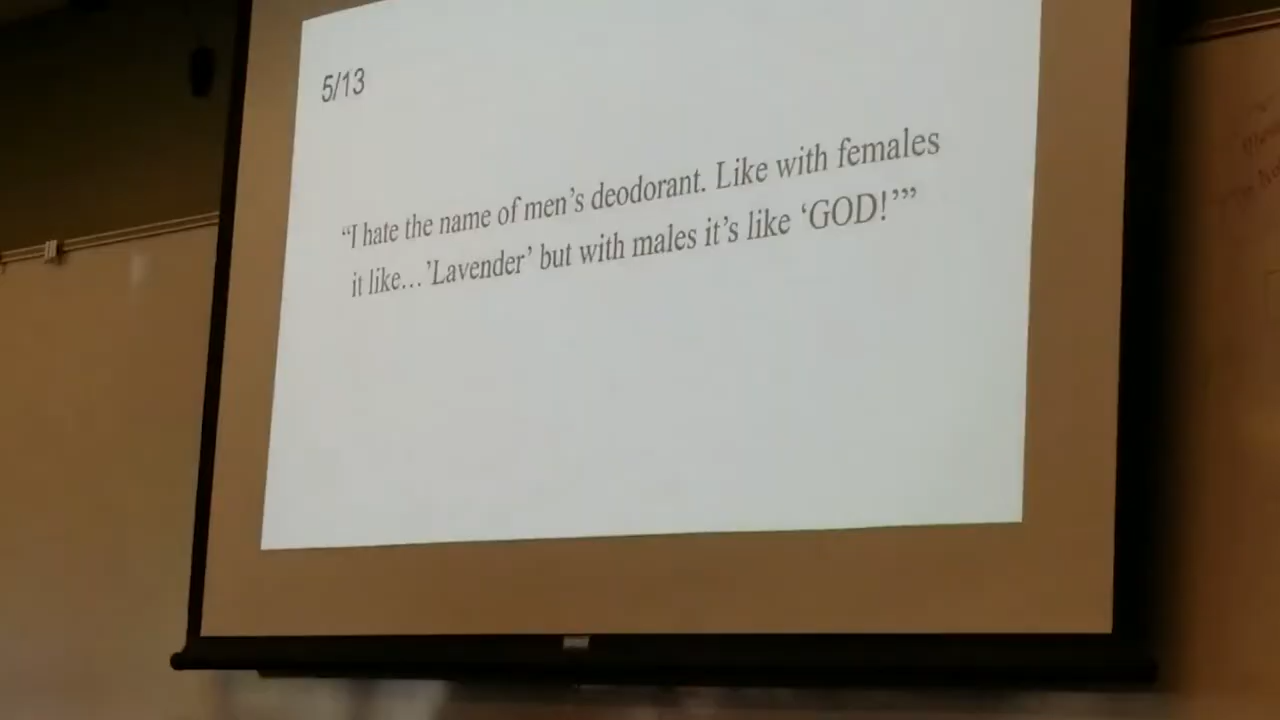 5/13
“I hate the name of men’s deodorant. Like with females
it like…’Lavender’ but with males it’s like ‘GOD!’”